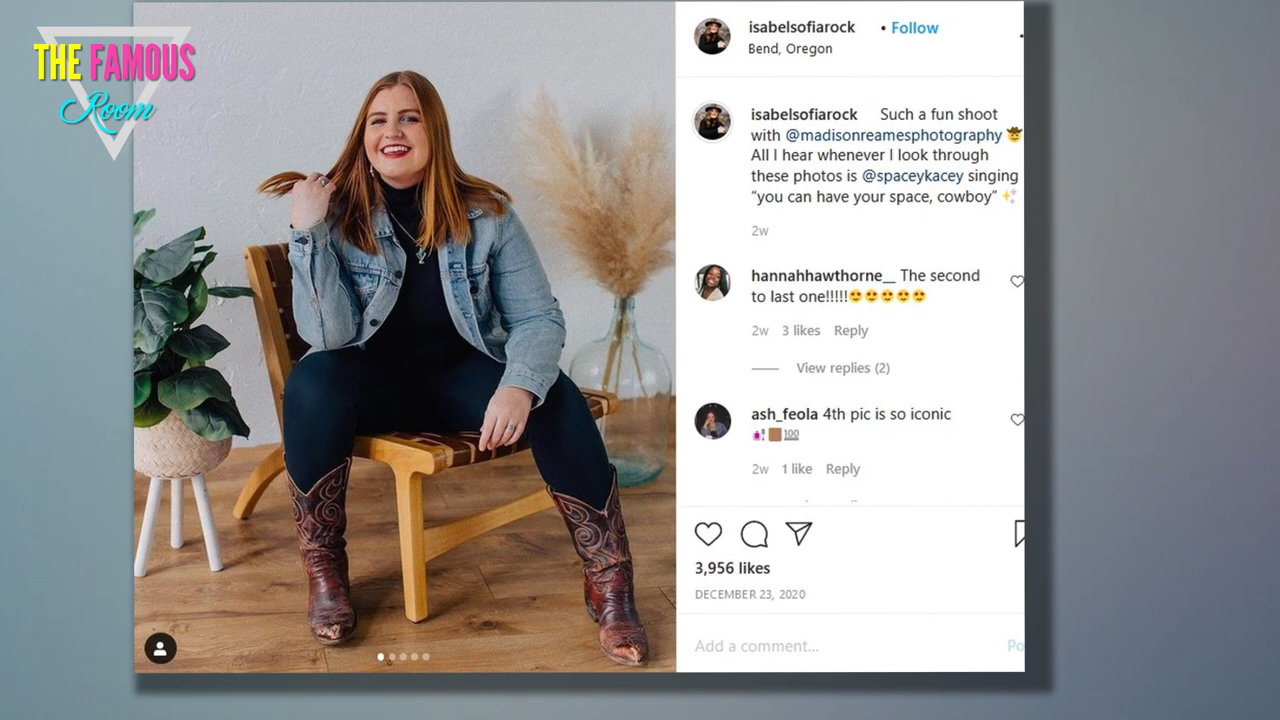 THE FAMOUS
Room
isabelsofiarock • Follow
Bend, Oregon
isabelsofiarock Such a fun shoot
with @madisonreamesphotography 🤠
All I hear whenever I look through
these photos is @spaceykacey singing
“you can have your space, cowboy” ✨
2w
hannahhawthorne__ The second
to last one!!!!!😍😍😍😍😍
2w 3 likes Reply
View replies (2)
ash_feola 4th pic is so iconic
💅🏾💯
2w 1 like Reply
3,956 likes
DECEMBER 23, 2020
Add a comment...
Po